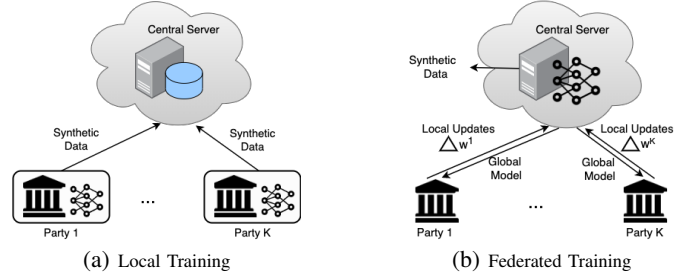 Central Server
Synthetic
Data
Synthetic
Data
Party 1
...
Party K
(a) Local Training
Central Server
Synthetic
Data
Local Updates
△ w¹
Global
Model
Local Updates
△ wᴷ
Global
Model
Party 1
...
Party K
(b) Federated Training